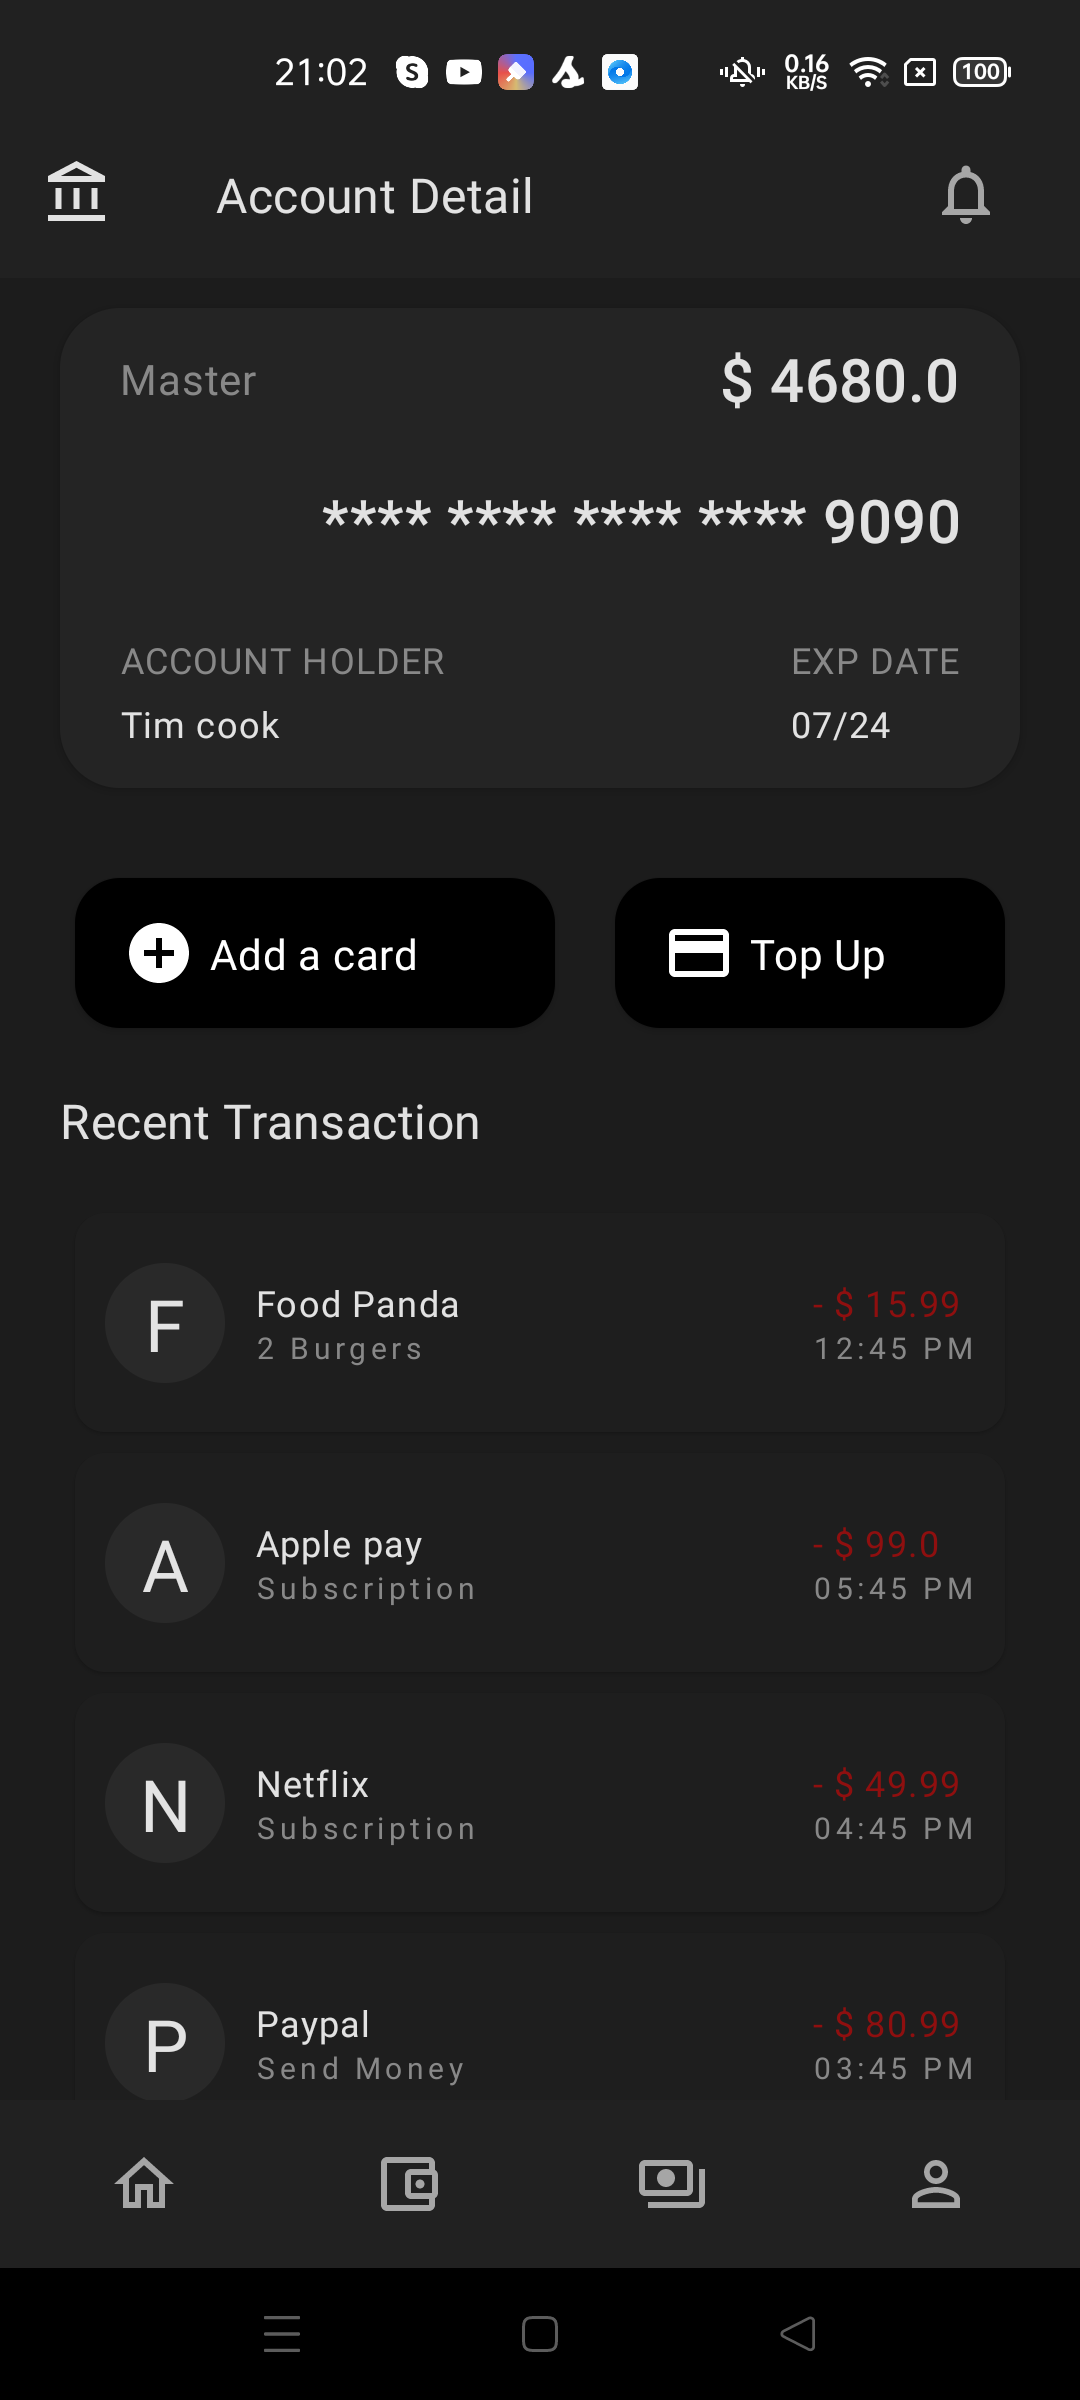 21:02 S 0.16 KB/S 100
Account Detail
Master $ 4680.0
**** **** **** **** 9090
ACCOUNT HOLDER EXP DATE
Tim cook 07/24
Add a card Top Up
Recent Transaction
F Food Panda - $ 15.99
2 Burgers 12:45 PM
A Apple pay - $ 99.0
Subscription 05:45 PM
N Netflix - $ 49.99
Subscription 04:45 PM
P Paypal - $ 80.99
Send Money 03:45 PM